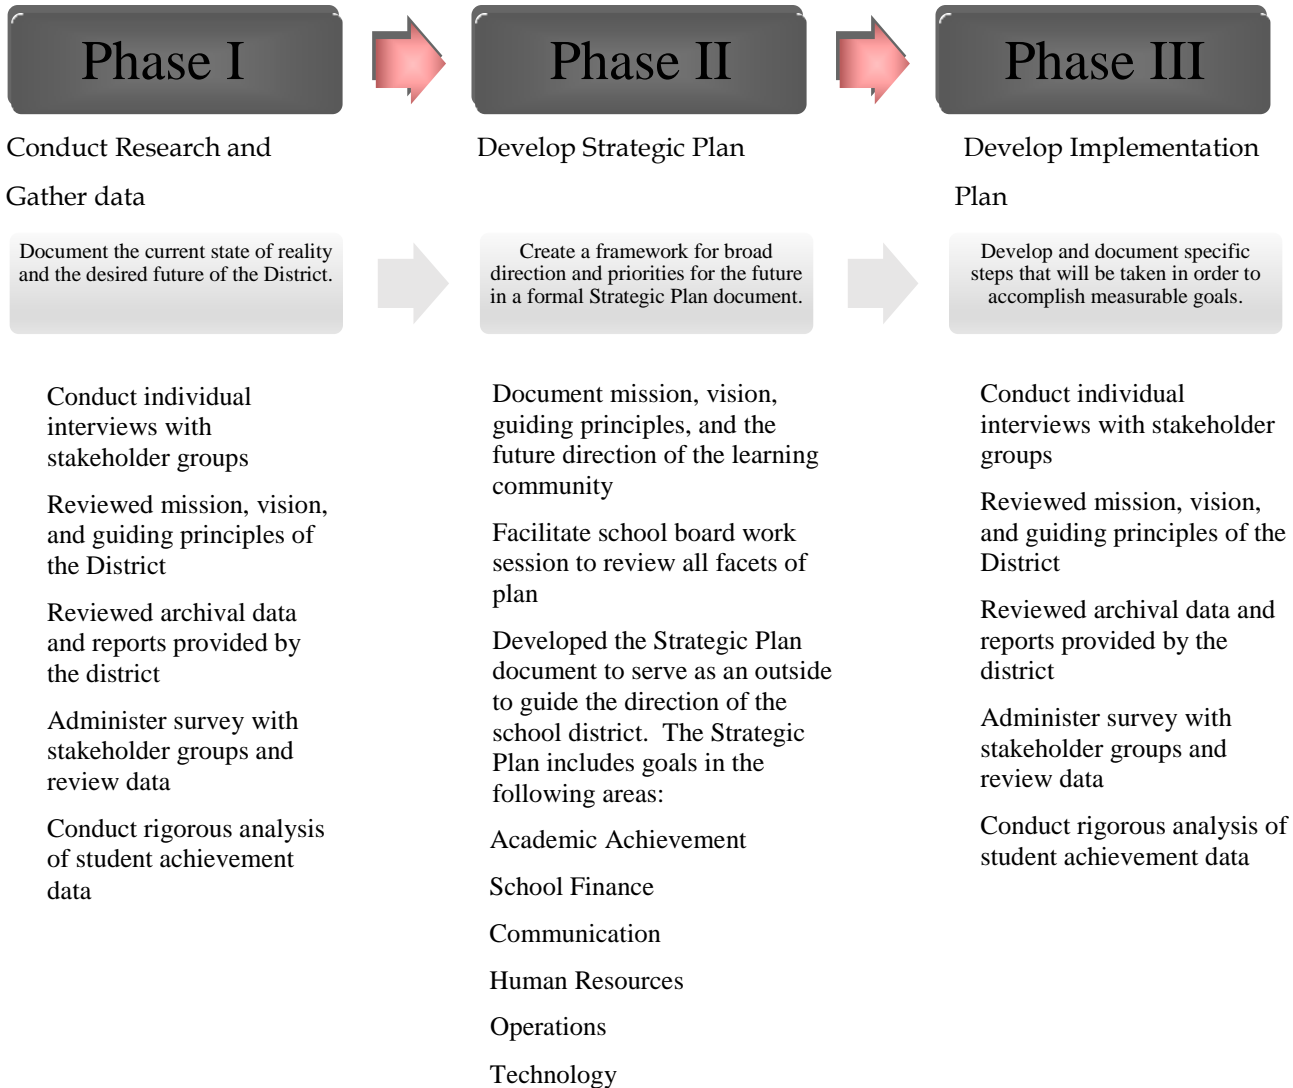 Phase I
Phase II
Phase III
Conduct Research and
Gather data
Develop Strategic Plan
Develop Implementation
Plan
Document the current state of reality
and the desired future of the District.
Create a framework for broad
direction and priorities for the future
in a formal Strategic Plan document.
Develop and document specific
steps that will be taken in order to
accomplish measurable goals.
Conduct individual
interviews with
stakeholder groups
Reviewed mission, vision,
and guiding principles of
the District
Reviewed archival data
and reports provided by
the district
Administer survey with
stakeholder groups and
review data
Conduct rigorous analysis
of student achievement
data
Document mission, vision,
guiding principles, and the
future direction of the learning
community
Facilitate school board work
session to review all facets of
plan
Developed the Strategic Plan
document to serve as an outside
to guide the direction of the
school district.  The Strategic
Plan includes goals in the
following areas:
Academic Achievement
School Finance
Communication
Human Resources
Operations
Technology
Conduct individual
interviews with stakeholder
groups
Reviewed mission, vision,
and guiding principles of the
District
Reviewed archival data and
reports provided by the
district
Administer survey with
stakeholder groups and
review data
Conduct rigorous analysis of
student achievement data